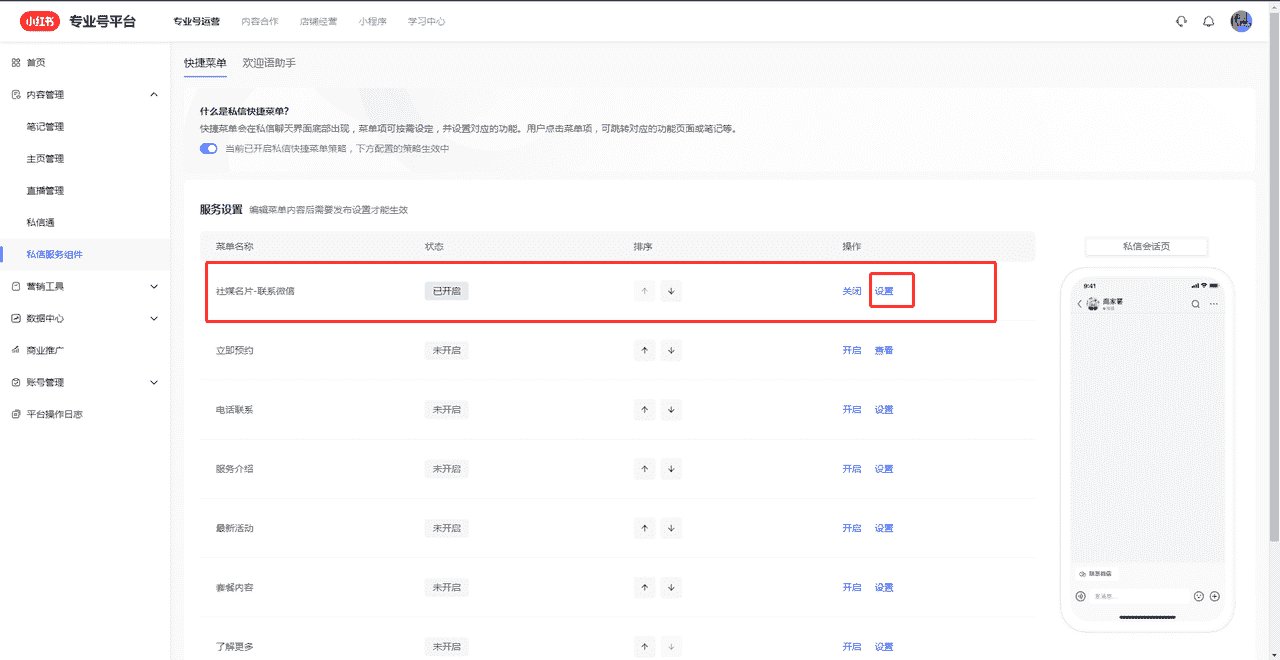 小红书 专业号平台 专业号运营 内容合作 店铺经营 小程序 学习中心
首页
内容管理
笔记管理
主页管理
直播管理
私信通
私信服务组件
营销工具
数据中心
商业推广
账号管理
平台操作日志
快捷菜单 欢迎语助手
什么是私信快捷菜单?
快捷菜单会在私信聊天界面底部出现，菜单项可按需设定，并设置对应的功能。用户点击菜单项，可跳转对应的功能页面或笔记等。
当前已开启私信快捷菜单策略，下方配置的策略生效中
服务设置 编辑菜单内容后需要发布设置才能生效
菜单名称 状态 排序 操作
社媒名片-联系微信 已开启 关闭 设置
立即预约 未开启 开启 查看
电话联系 未开启 开启 设置
服务介绍 未开启 开启 设置
最新活动 未开启 开启 设置
套餐内容 未开启 开启 设置
了解更多 未开启 开启 设置
私信会话页
9:41
商家薯
联系微信
发消息...